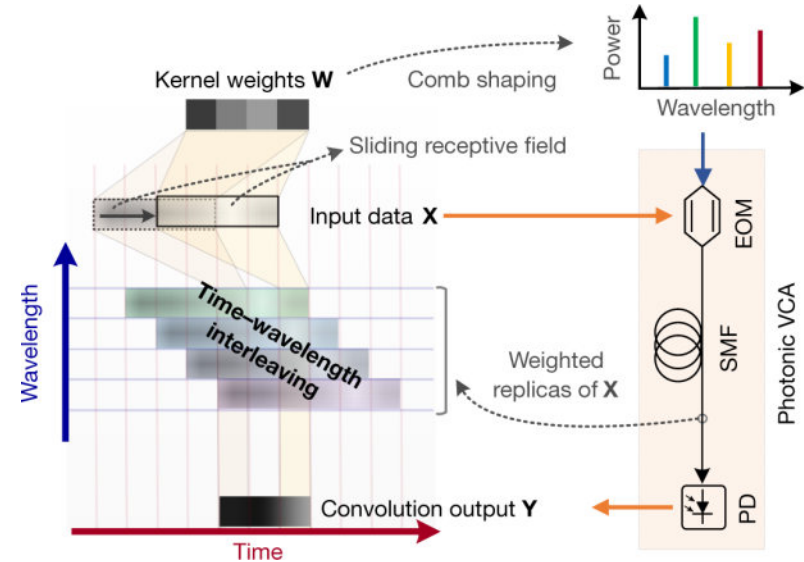 Power
Wavelength
Kernel weights W
Comb shaping
Sliding receptive field
Input data X
EOM
Wavelength
Time–wavelength
interleaving
SMF
Photonic VCA
Weighted
replicas of X
Convolution output Y
PD
Time